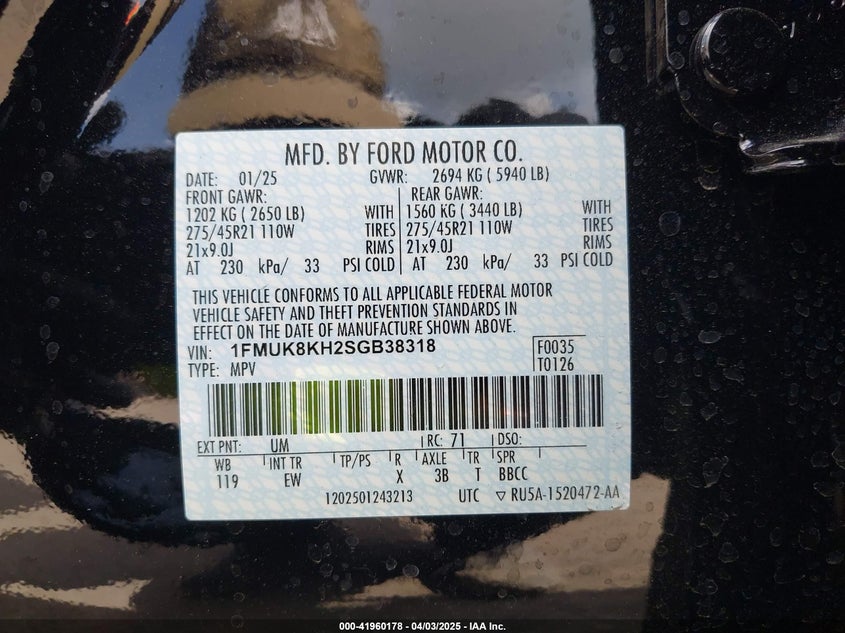 MFD. BY FORD MOTOR CO.
DATE: 01/25 GVWR: 2694 KG ( 5940 LB)
FRONT GAWR: REAR GAWR:
1202 KG ( 2650 LB) WITH 1560 KG ( 3440 LB) WITH
275/45R21 110W TIRES 275/45R21 110W TIRES
21x9.0J RIMS 21x9.0J RIMS
AT 230 kPa/ 33 PSI COLD AT 230 kPa/ 33 PSI COLD
THIS VEHICLE CONFORMS TO ALL APPLICABLE FEDERAL MOTOR
VEHICLE SAFETY AND THEFT PREVENTION STANDARDS IN
EFFECT ON THE DATE OF MANUFACTURE SHOWN ABOVE.
VIN: 1FMUK8KH2SGB38318 F0035
TYPE: MPV T0126
EXT PNT: UM RC: 71 DSO:
WB INT TR TP/PS R AXLE TR SPR
119 EW X 3B T BBCC
1202501243213 UTC ▽ RU5A-1520472-AA
000-41960178 - 04/03/2025 - IAA Inc.